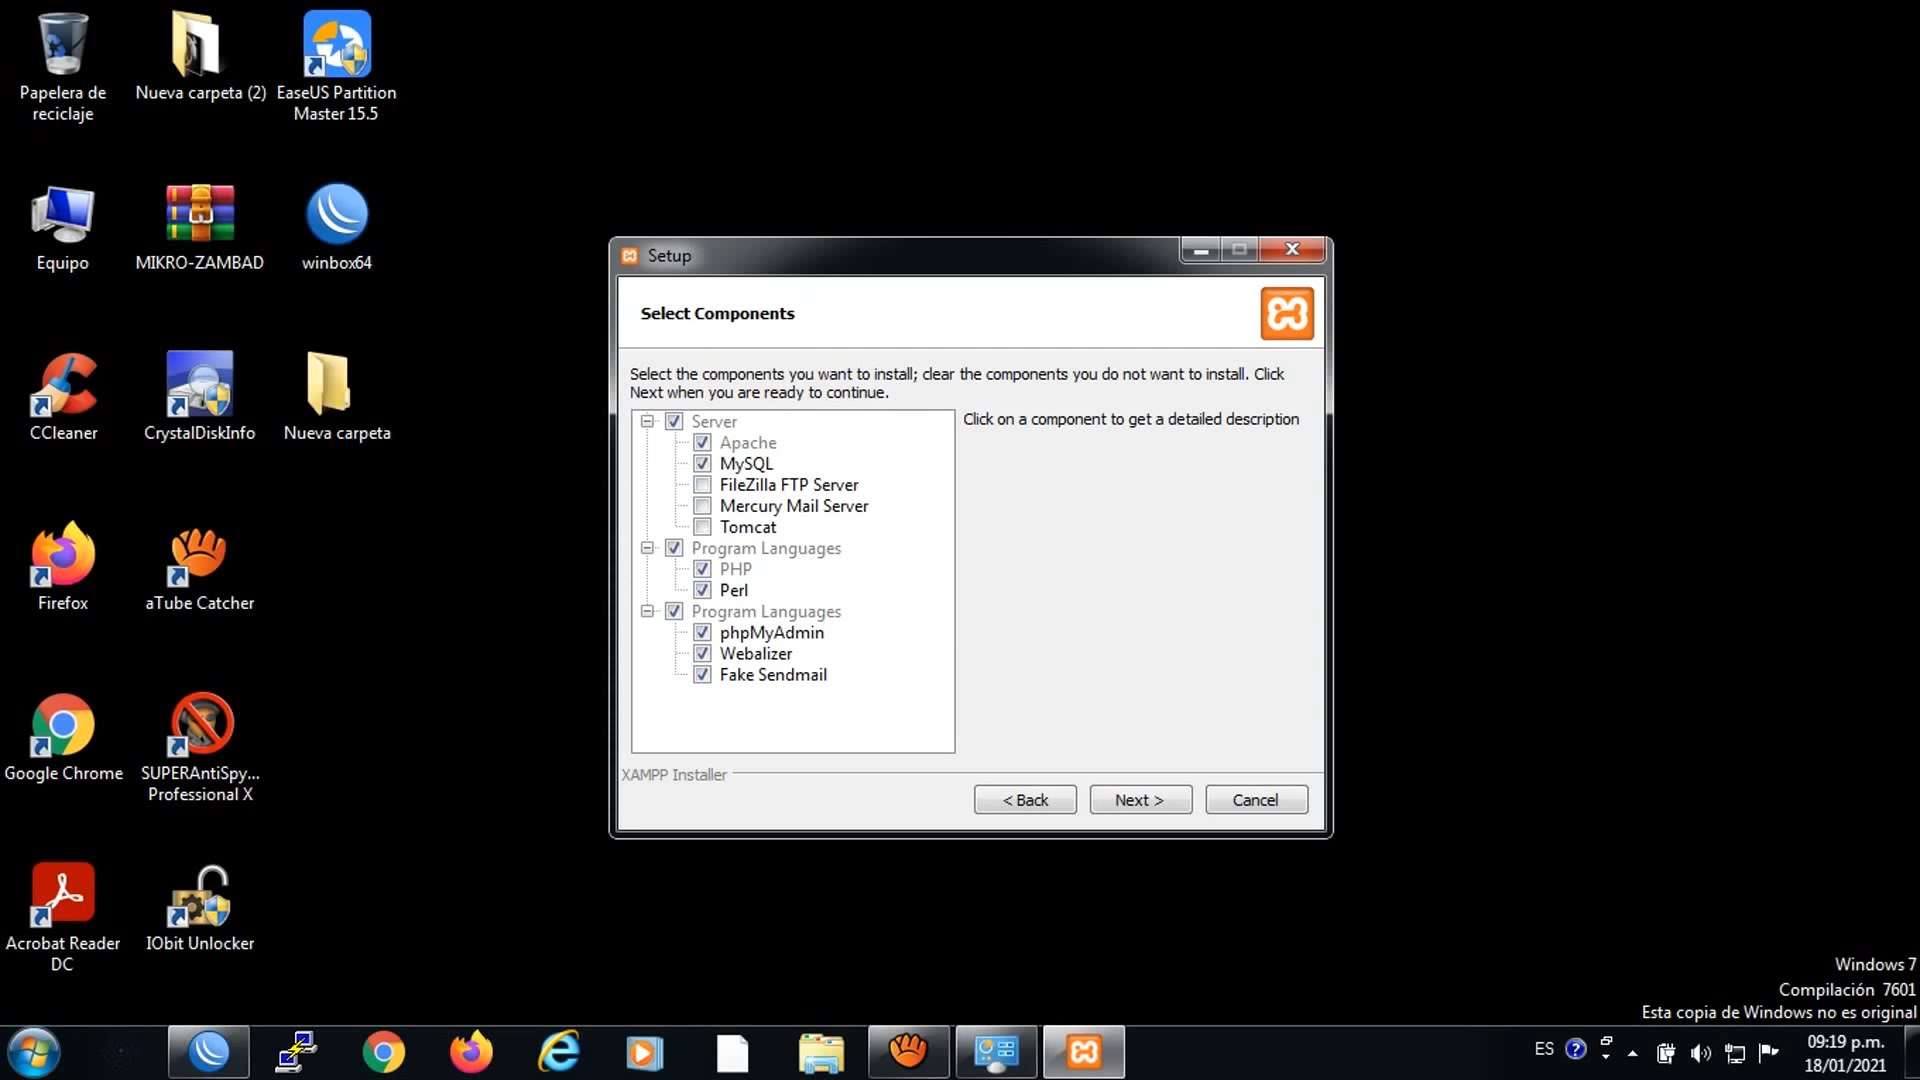 Papelera de
reciclaje
Nueva carpeta (2)
EaseUS Partition
Master 15.5
Equipo
MIKRO-ZAMBAD
winbox64
CCleaner
CrystalDiskInfo
Nueva carpeta
Firefox
aTube Catcher
Google Chrome
SUPERAntiSpy...
Professional X
Acrobat Reader
DC
IObit Unlocker
Setup
Select Components
Select the components you want to install; clear the components you do not want to install. Click
Next when you are ready to continue.
Server
Apache
MySQL
FileZilla FTP Server
Mercury Mail Server
Tomcat
Program Languages
PHP
Perl
Program Languages
phpMyAdmin
Webalizer
Fake Sendmail
Click on a component to get a detailed description
XAMPP Installer
< Back
Next >
Cancel
Windows 7
Compilación 7601
Esta copia de Windows no es original
ES
09:19 p.m.
18/01/2021